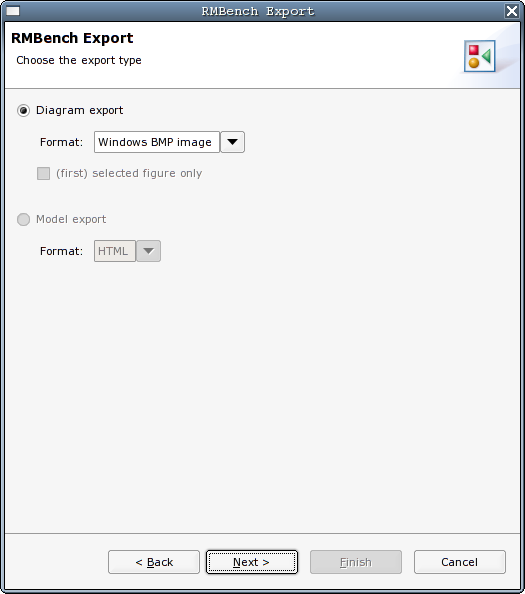 RMBench Export
RMBench Export
Choose the export type
Diagram export
Format: Windows BMP image
(first) selected figure only
Model export
Format: HTML
< Back Next > Finish Cancel